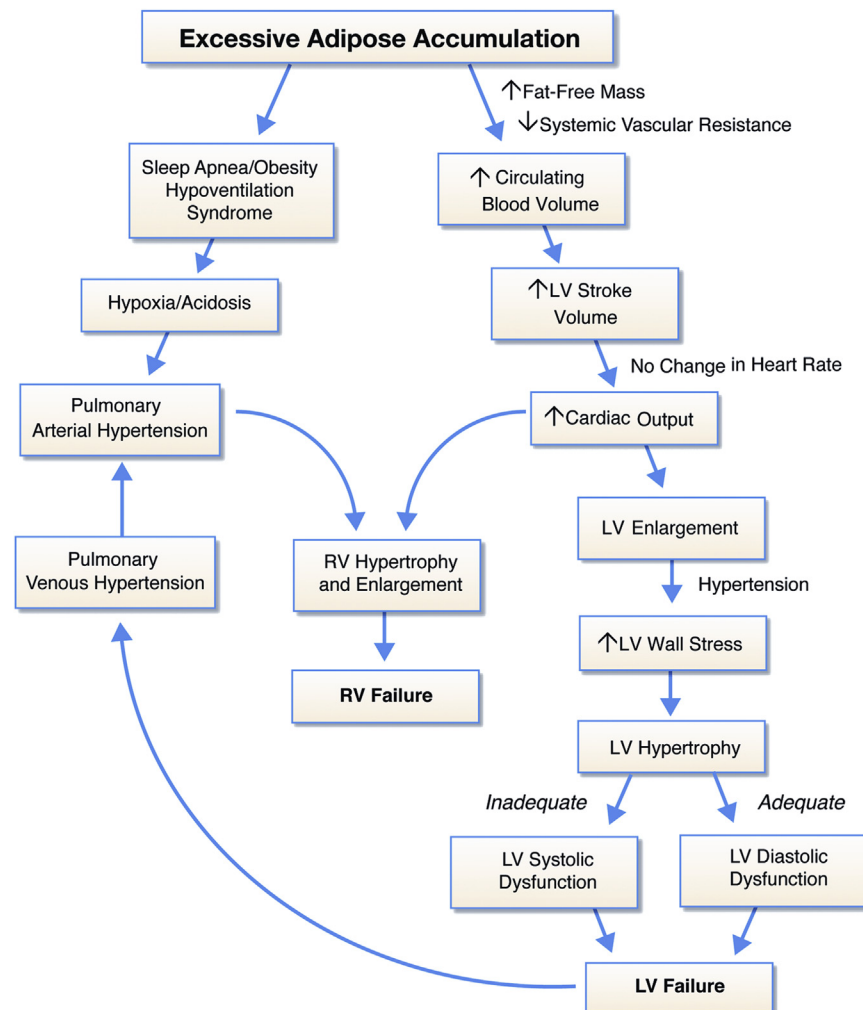 Excessive Adipose Accumulation
↑Fat-Free Mass
↓Systemic Vascular Resistance
Sleep Apnea/Obesity
Hypoventilation
Syndrome
↑ Circulating
Blood Volume
Hypoxia/Acidosis
↑LV Stroke
Volume
No Change in Heart Rate
Pulmonary
Arterial Hypertension
↑Cardiac Output
LV Enlargement
Pulmonary
Venous Hypertension
RV Hypertrophy
and Enlargement
Hypertension
↑LV Wall Stress
RV Failure
LV Hypertrophy
Inadequate
Adequate
LV Systolic
Dysfunction
LV Diastolic
Dysfunction
LV Failure